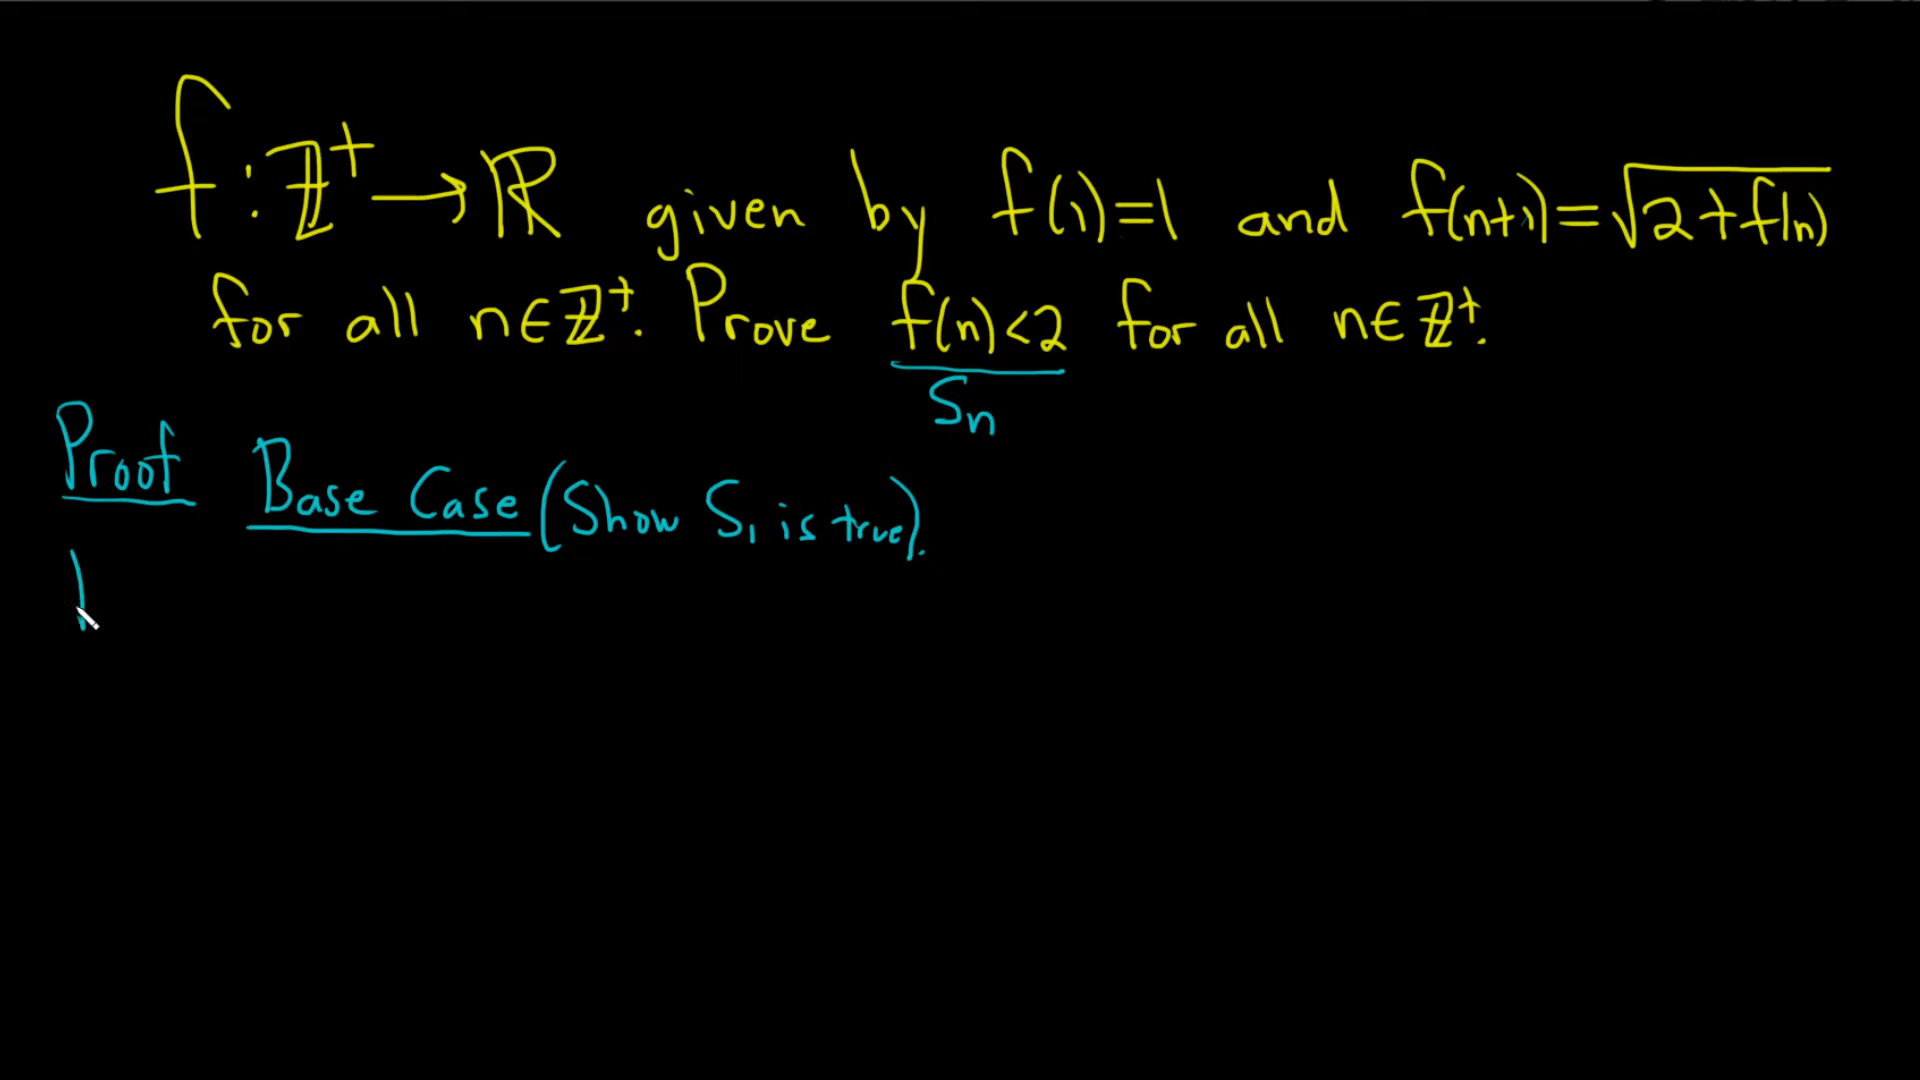 f:ℤ⁺→ℝ given by f(1)=1 and f(n+1)=√2+f(n)
for all n∈ℤ⁺. Prove f(n)<2 for all n∈ℤ⁺.
Sn
Proof Base Case (Show S₁ is true).